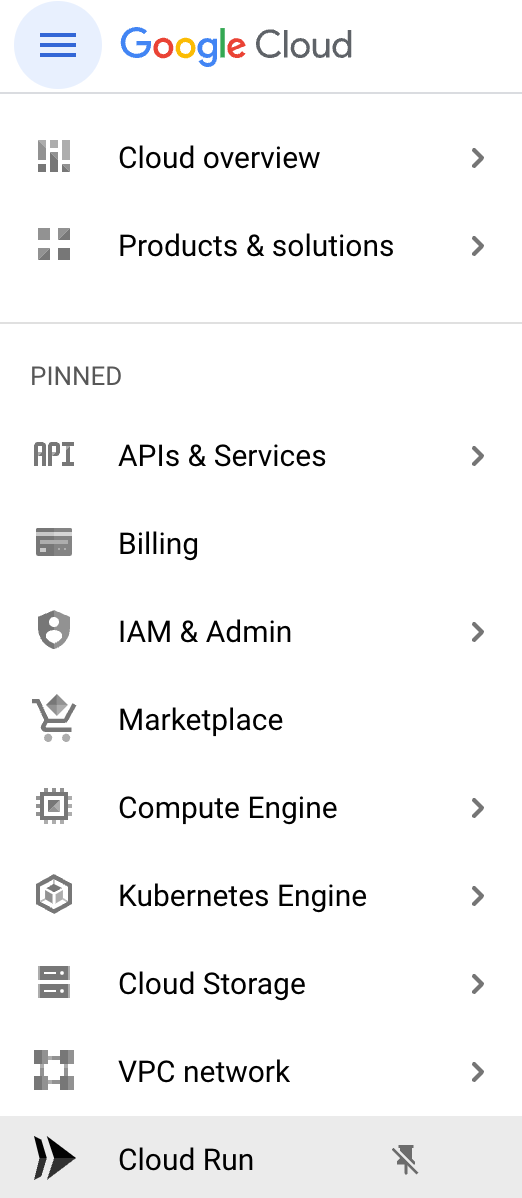 Google Cloud
Cloud overview
Products & solutions
PINNED
API APIs & Services
Billing
IAM & Admin
Marketplace
Compute Engine
Kubernetes Engine
Cloud Storage
VPC network
Cloud Run